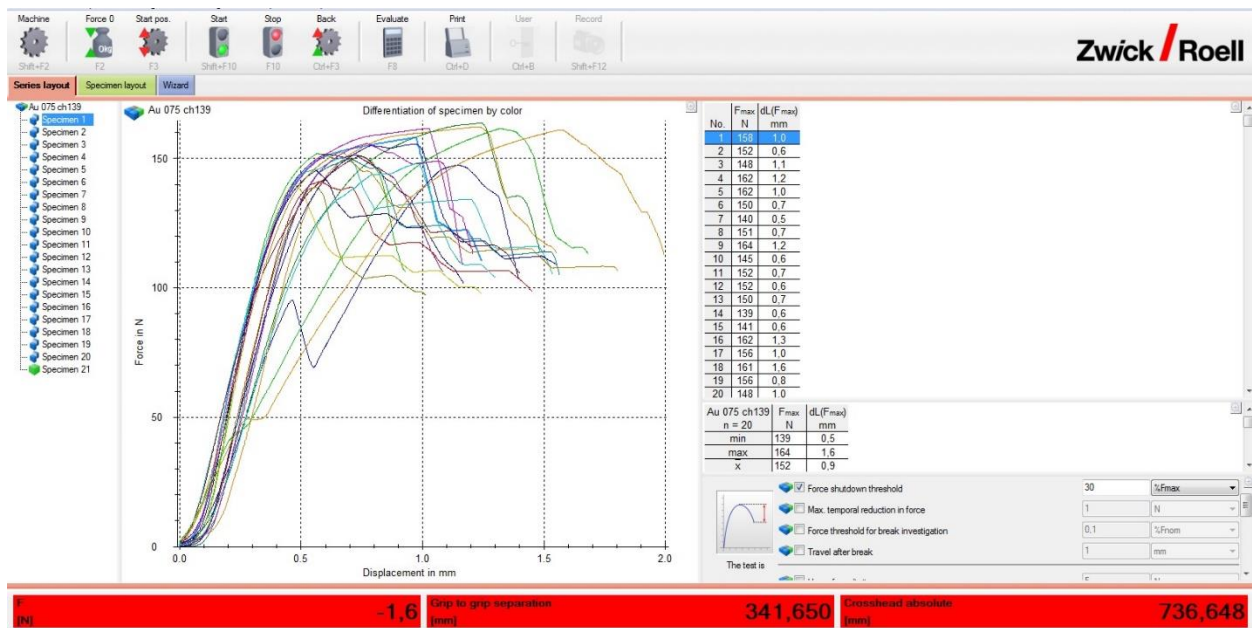 Machine Force 0 Start pos. Start Stop Back Evaluate Print User Record
0kg
Shift+F2 F2 F3 Shift+F10 F10 Ctrl+F3 F8 Ctrl+D Ctrl+B Shift+F12
Zwick / Roell
Series layout Specimen layout Wizard
Au 075 ch139
Specimen 1
Specimen 2
Specimen 3
Specimen 4
Specimen 5
Specimen 6
Specimen 7
Specimen 8
Specimen 9
Specimen 10
Specimen 11
Specimen 12
Specimen 13
Specimen 14
Specimen 15
Specimen 16
Specimen 17
Specimen 18
Specimen 19
Specimen 20
Specimen 21
Au 075 ch139 Differentiation of specimen by color
Force in N
150
100
50
0
0.0 0.5 1.0 1.5 2.0
Displacement in mm
Fmax dL(Fmax)
No. N mm
1 158 1,0
2 152 0,6
3 148 1,1
4 162 1,2
5 162 1,0
6 150 0,7
7 140 0,5
8 151 0,7
9 164 1,2
10 145 0,6
11 152 0,7
12 152 0,6
13 150 0,7
14 139 0,6
15 141 0,6
16 162 1,3
17 156 1,0
18 161 1,6
19 156 0,8
20 148 1.0
Au 075 ch139 Fmax dL(Fmax)
n = 20 N mm
min 139 0,5
max 164 1,6
x̄ 152 0,9
Force shutdown threshold 30 %Fmax
Max. temporal reduction in force 1 N
Force threshold for break investigation 0,1 %Fnom
Travel after break 1 mm
The test is
F
[N] -1,6
Grip to grip separation
[mm] 341,650
Crosshead absolute
[mm] 736,648